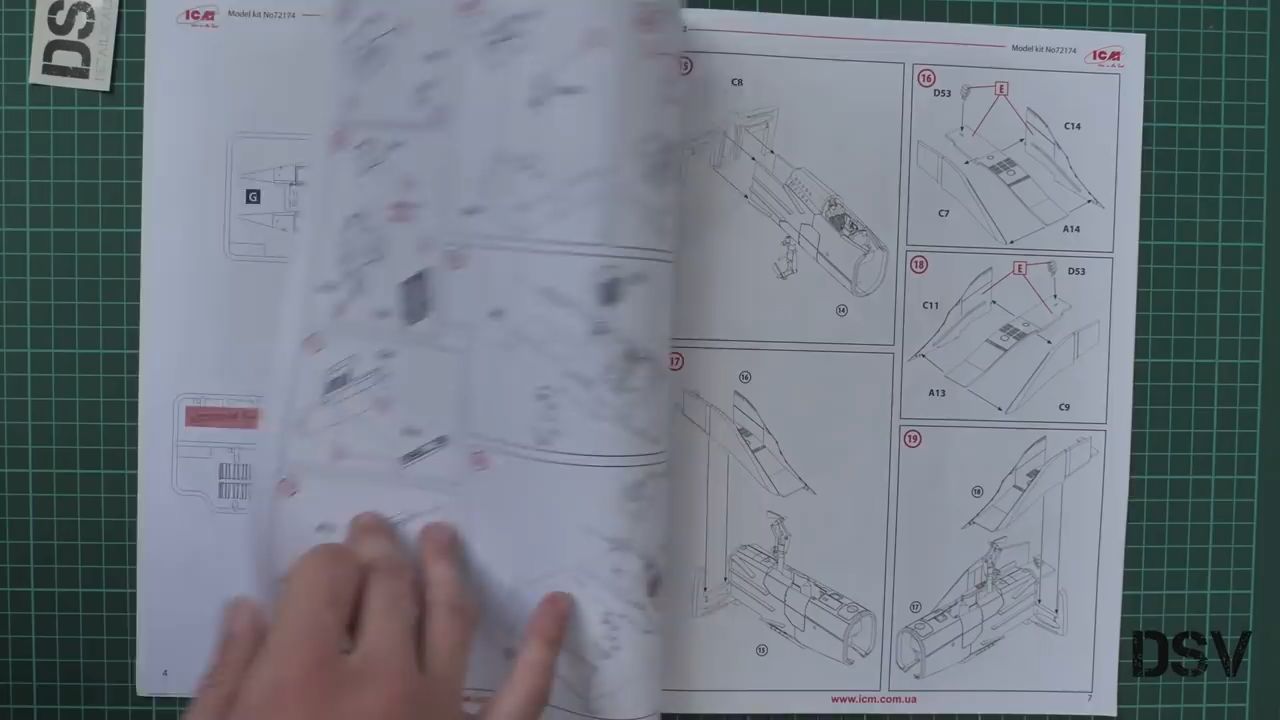 DS
ICM
Model kit No72174
G
4
Model kit No72174
ICM
C8
14
16
D53
E
C14
C7
A14
18
E
D53
C11
A13
C9
17
16
15
19
18
17
www.icm.com.ua
7
DSV